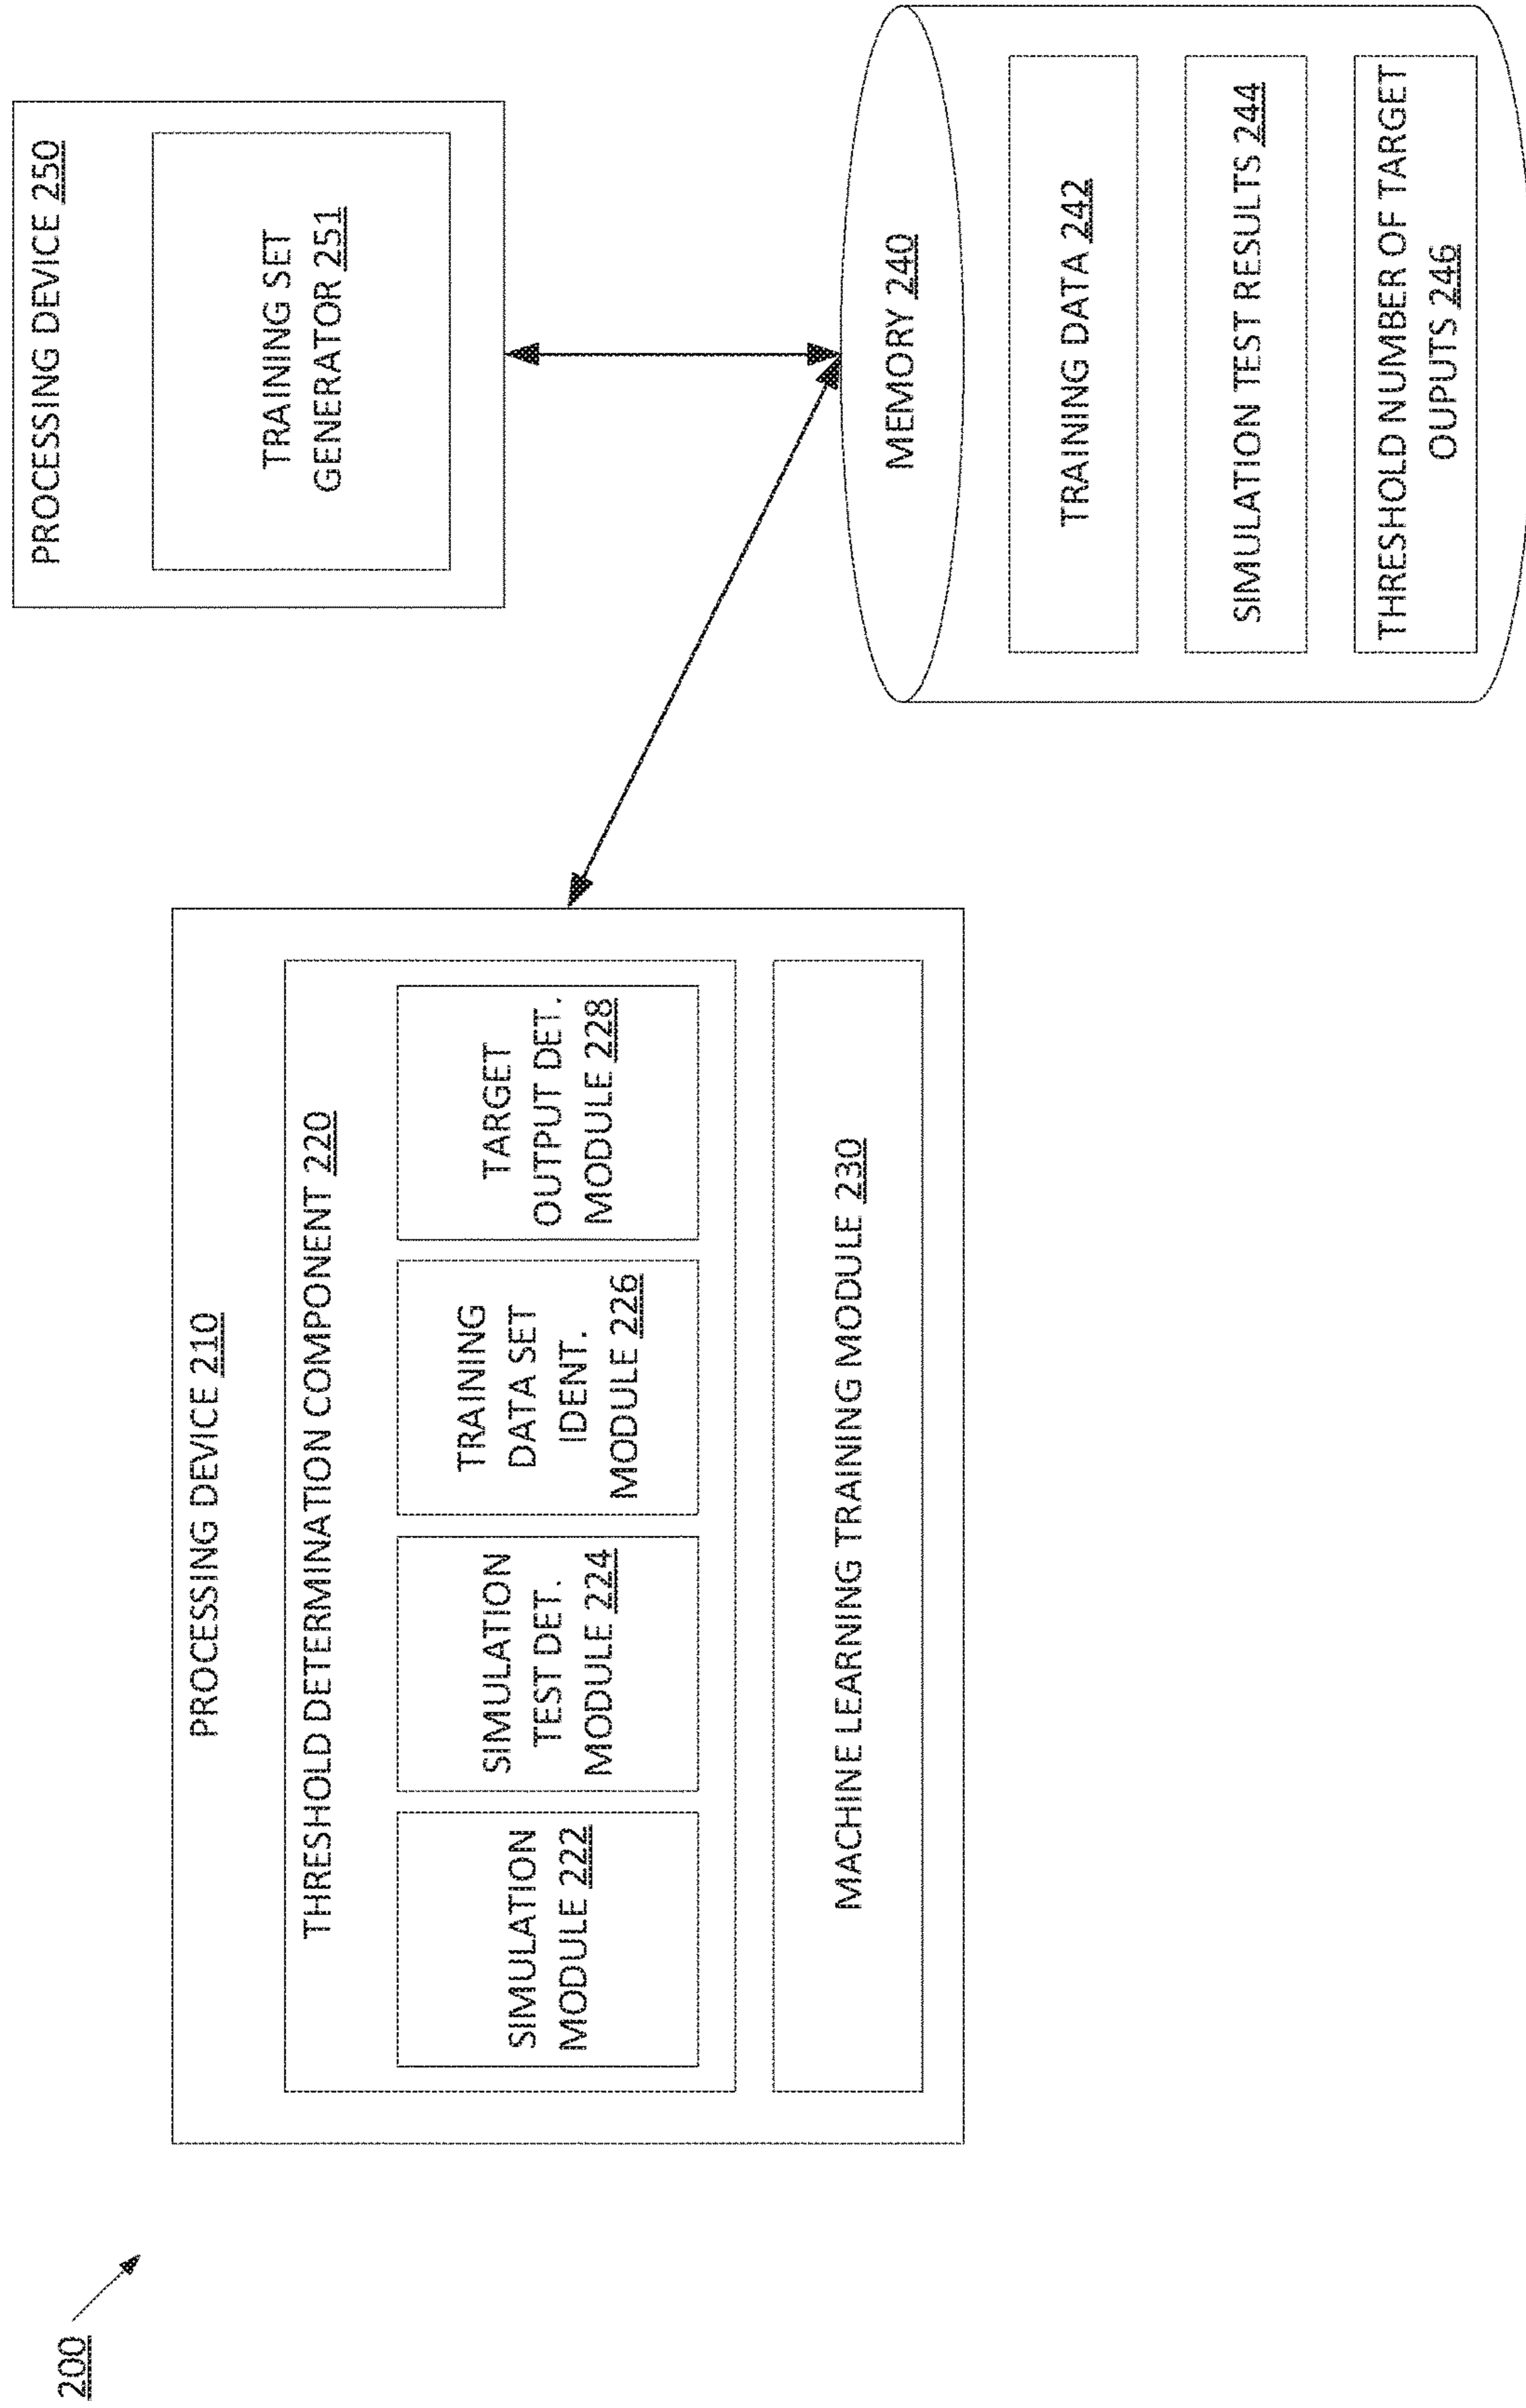 200
PROCESSING DEVICE 210
THRESHOLD DETERMINATION COMPONENT 220
SIMULATION
MODULE 222
SIMULATION
TEST DET.
MODULE 224
TRAINING
DATA SET
IDENT.
MODULE 226
TARGET
OUTPUT DET.
MODULE 228
MACHINE LEARNING TRAINING MODULE 230
PROCESSING DEVICE 250
TRAINING SET
GENERATOR 251
MEMORY 240
TRAINING DATA 242
SIMULATION TEST RESULTS 244
THRESHOLD NUMBER OF TARGET
OUPUTS 246